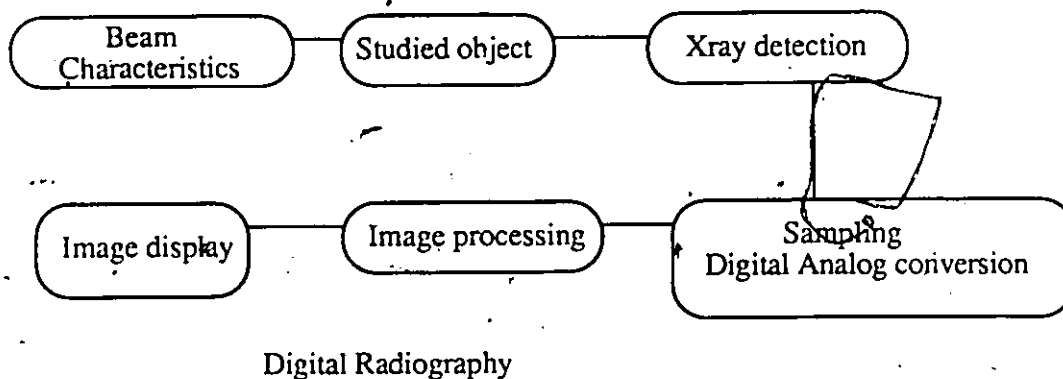 Beam
Characteristics
Studied object
Xray detection
Image display
Image processing
Sampling
Digital Analog conversion
Digital Radiography